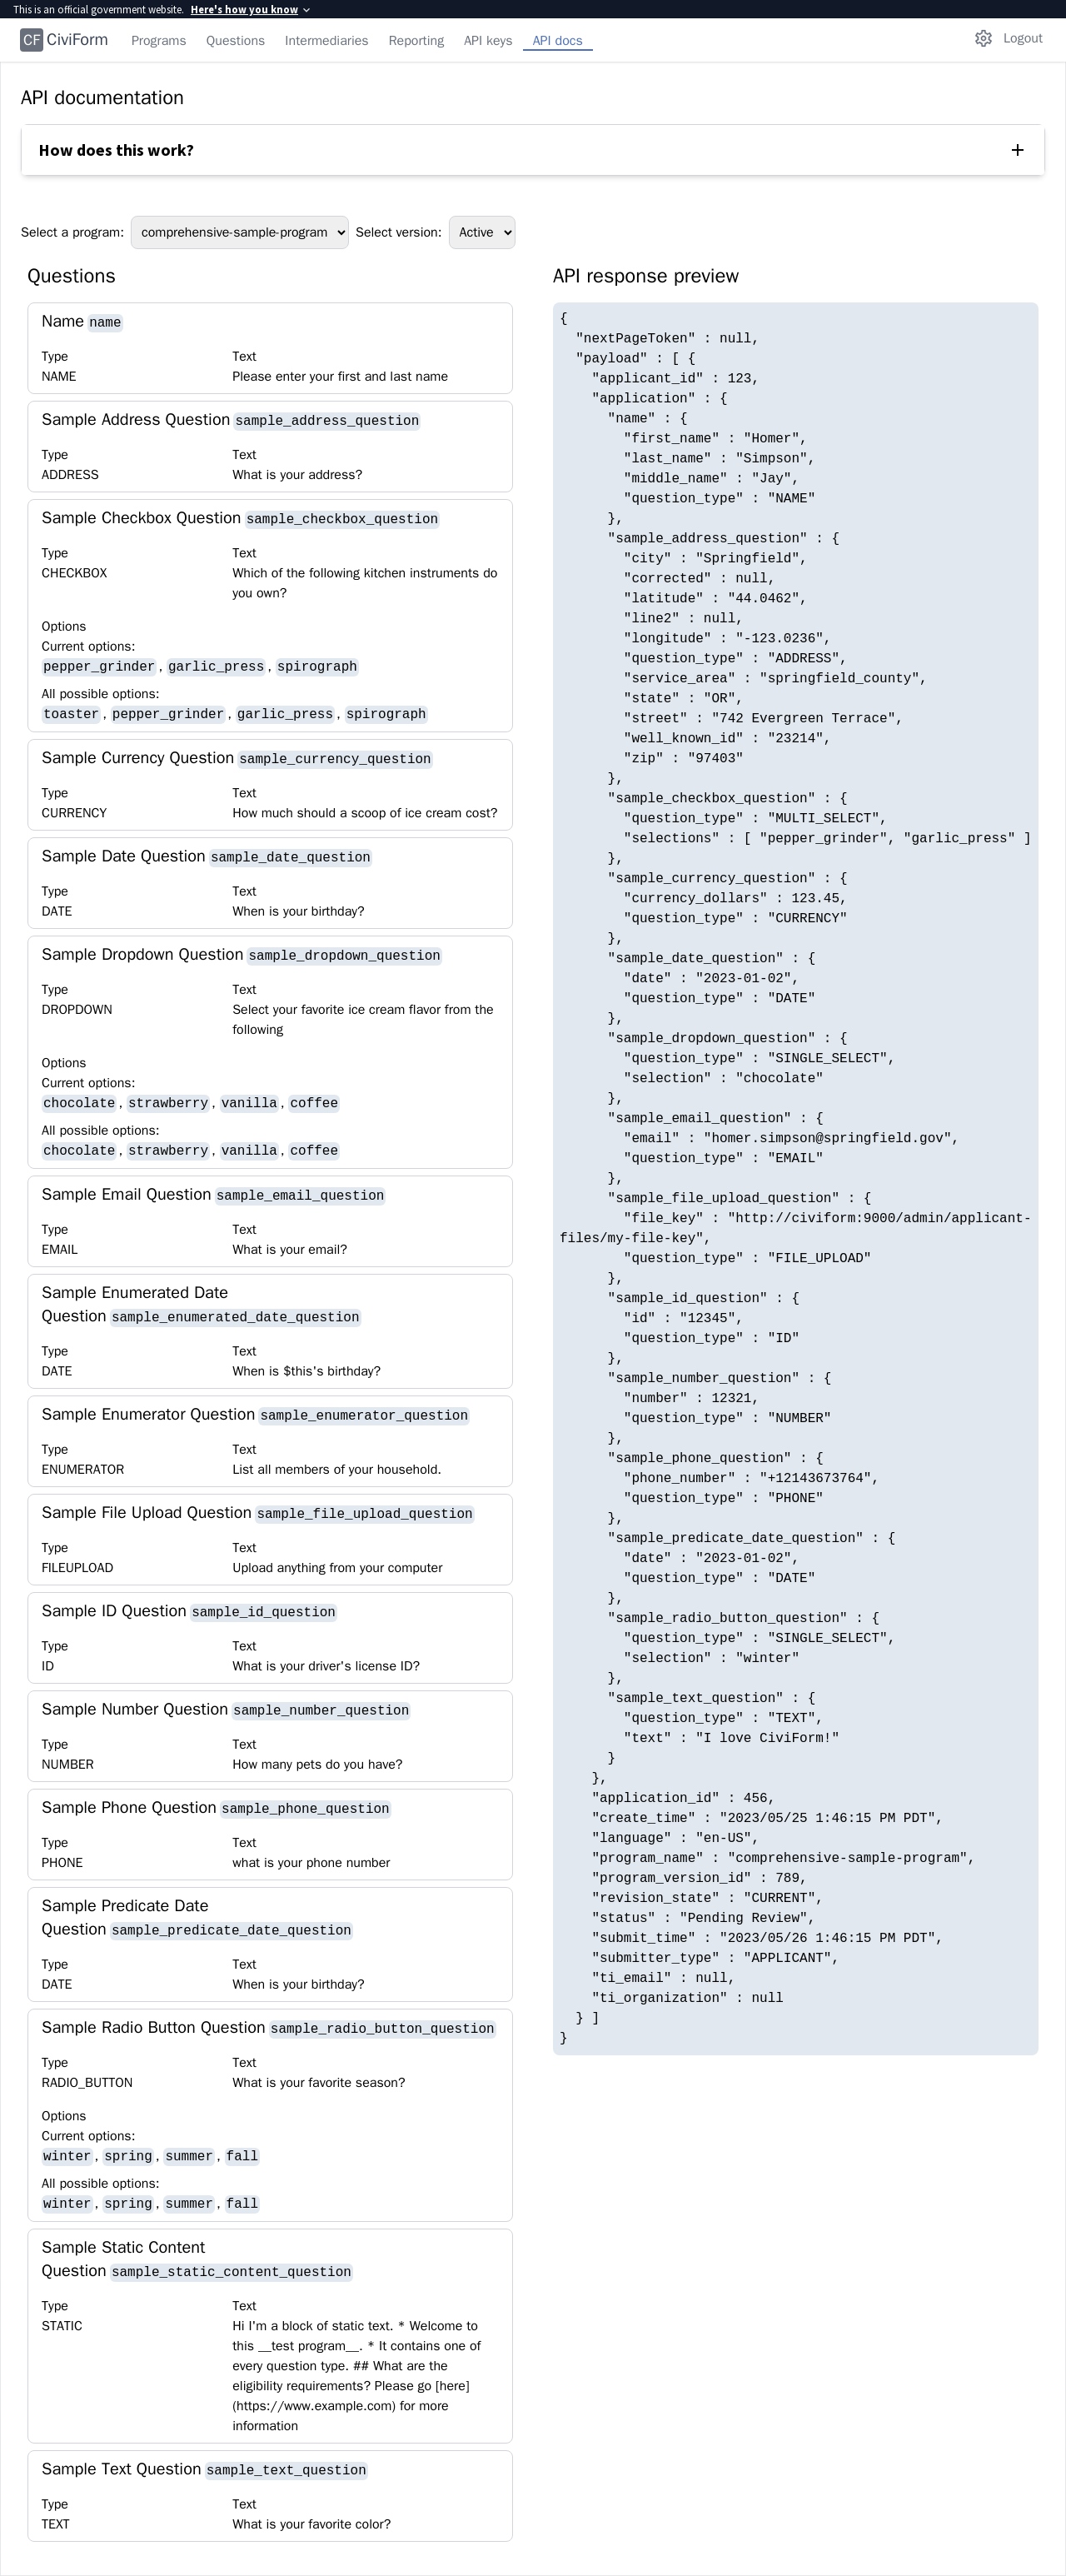 This is an official government website. Here's how you know
CF CiviForm Programs Questions Intermediaries Reporting API keys API docs Logout
API documentation
How does this work?
Select a program: comprehensive-sample-program Select version: Active
Questions
Name name
Type Text
NAME Please enter your first and last name
Sample Address Question sample_address_question
Type Text
ADDRESS What is your address?
Sample Checkbox Question sample_checkbox_question
Type Text
CHECKBOX Which of the following kitchen instruments do
you own?
Options
Current options:
pepper_grinder, garlic_press, spirograph
All possible options:
toaster, pepper_grinder, garlic_press, spirograph
Sample Currency Question sample_currency_question
Type Text
CURRENCY How much should a scoop of ice cream cost?
Sample Date Question sample_date_question
Type Text
DATE When is your birthday?
Sample Dropdown Question sample_dropdown_question
Type Text
DROPDOWN Select your favorite ice cream flavor from the
following
Options
Current options:
chocolate, strawberry, vanilla, coffee
All possible options:
chocolate, strawberry, vanilla, coffee
Sample Email Question sample_email_question
Type Text
EMAIL What is your email?
Sample Enumerated Date
Question sample_enumerated_date_question
Type Text
DATE When is $this's birthday?
Sample Enumerator Question sample_enumerator_question
Type Text
ENUMERATOR List all members of your household.
Sample File Upload Question sample_file_upload_question
Type Text
FILEUPLOAD Upload anything from your computer
Sample ID Question sample_id_question
Type Text
ID What is your driver's license ID?
Sample Number Question sample_number_question
Type Text
NUMBER How many pets do you have?
Sample Phone Question sample_phone_question
Type Text
PHONE what is your phone number
Sample Predicate Date
Question sample_predicate_date_question
Type Text
DATE When is your birthday?
Sample Radio Button Question sample_radio_button_question
Type Text
RADIO_BUTTON What is your favorite season?
Options
Current options:
winter, spring, summer, fall
All possible options:
winter, spring, summer, fall
Sample Static Content
Question sample_static_content_question
Type Text
STATIC Hi I'm a block of static text. * Welcome to
this __test program__. * It contains one of
every question type. ## What are the
eligibility requirements? Please go [here]
(https://www.example.com) for more
information
Sample Text Question sample_text_question
Type Text
TEXT What is your favorite color?
API response preview
{
"nextPageToken" : null,
"payload" : [ {
"applicant_id" : 123,
"application" : {
"name" : {
"first_name" : "Homer",
"last_name" : "Simpson",
"middle_name" : "Jay",
"question_type" : "NAME"
},
"sample_address_question" : {
"city" : "Springfield",
"corrected" : null,
"latitude" : "44.0462",
"line2" : null,
"longitude" : "-123.0236",
"question_type" : "ADDRESS",
"service_area" : "springfield_county",
"state" : "OR",
"street" : "742 Evergreen Terrace",
"well_known_id" : "23214",
"zip" : "97403"
},
"sample_checkbox_question" : {
"question_type" : "MULTI_SELECT",
"selections" : [ "pepper_grinder", "garlic_press" ]
},
"sample_currency_question" : {
"currency_dollars" : 123.45,
"question_type" : "CURRENCY"
},
"sample_date_question" : {
"date" : "2023-01-02",
"question_type" : "DATE"
},
"sample_dropdown_question" : {
"question_type" : "SINGLE_SELECT",
"selection" : "chocolate"
},
"sample_email_question" : {
"email" : "homer.simpson@springfield.gov",
"question_type" : "EMAIL"
},
"sample_file_upload_question" : {
"file_key" : "http://civiform:9000/admin/applicant-
files/my-file-key",
"question_type" : "FILE_UPLOAD"
},
"sample_id_question" : {
"id" : "12345",
"question_type" : "ID"
},
"sample_number_question" : {
"number" : 12321,
"question_type" : "NUMBER"
},
"sample_phone_question" : {
"phone_number" : "+12143673764",
"question_type" : "PHONE"
},
"sample_predicate_date_question" : {
"date" : "2023-01-02",
"question_type" : "DATE"
},
"sample_radio_button_question" : {
"question_type" : "SINGLE_SELECT",
"selection" : "winter"
},
"sample_text_question" : {
"question_type" : "TEXT",
"text" : "I love CiviForm!"
}
},
"application_id" : 456,
"create_time" : "2023/05/25 1:46:15 PM PDT",
"language" : "en-US",
"program_name" : "comprehensive-sample-program",
"program_version_id" : 789,
"revision_state" : "CURRENT",
"status" : "Pending Review",
"submit_time" : "2023/05/26 1:46:15 PM PDT",
"submitter_type" : "APPLICANT",
"ti_email" : null,
"ti_organization" : null
} ]
}